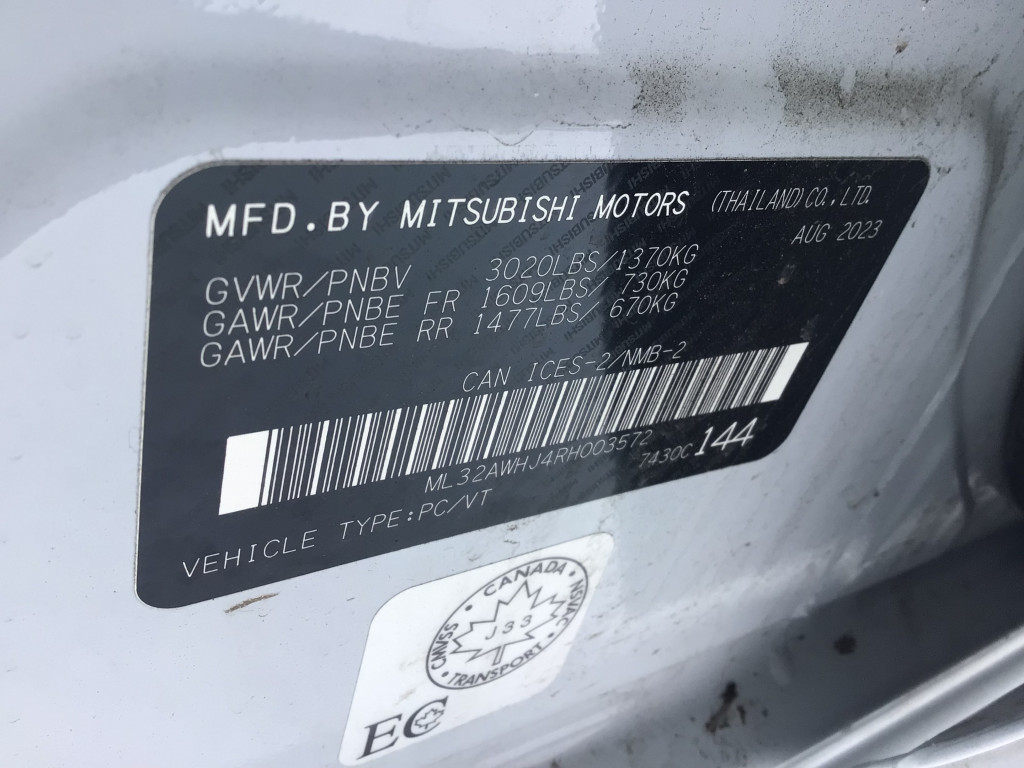 MFD.BY MITSUBISHI MOTORS (THAILAND)CO.,LTD.
AUG 2023
GVWR/PNBV 3020LBS/1370KG
GAWR/PNBE FR 1609LBS/ 730KG
GAWR/PNBE RR 1477LBS/ 670KG
CAN ICES-2/NMB-2
ML32AWHJ4RH003572
7430C 144
VEHICLE TYPE:PC/VT
CMVSS • CANADA • NSVAC • TRANSPORT •
J33
EC